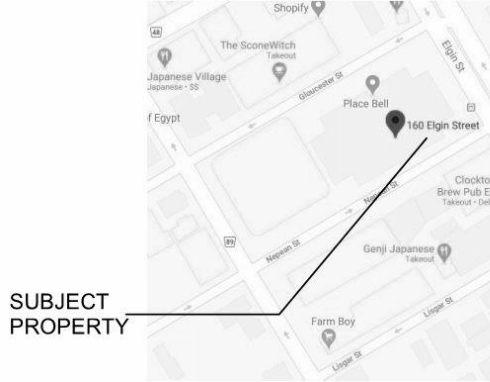 Shopify
48
The SconeWitch
Takeout
Elgin St
Japanese Village
Japanese • $$
Gloucester St
f Egypt
Place Bell
160 Elgin Street
Clockto
Brew Pub E
Takeout • Del
Nepean St
89
Nepean St
Genji Japanese
Takeout
SUBJECT
PROPERTY
Farm Boy
Lisgar St
Lisgar St